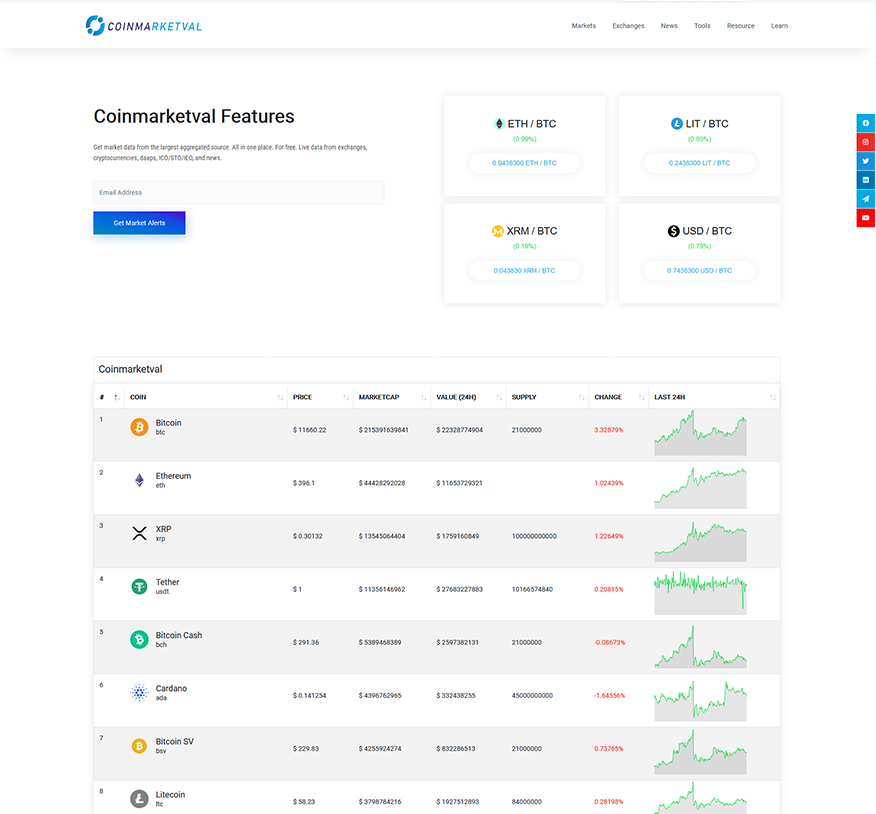 COINMARKETVAL
Markets Exchanges News Tools Resource Learn
Coinmarketval Features
Get market data from the largest aggregated source. All in one place. For free. Live data from exchanges,
cryptocurrencies, daaps, ICO/STO/IEO, and news.
Email Address
Get Market Alerts
ETH / BTC
(0.99%)
0.9438300 ETH / BTC
LIT / BTC
(0.09%)
0.2438300 LIT / BTC
XRM / BTC
(0.19%)
0.043830 XRM / BTC
USD / BTC
(0.79%)
0.7438300 USD / BTC
Coinmarketval
# COIN PRICE MARKETCAP VALUE (24H) SUPPLY CHANGE LAST 24H
1 Bitcoin
btc
$ 11660.22 $ 215391639841 $ 22328774904 21000000 3.32879%
2 Ethereum
eth
$ 396.1 $ 44428292028 $ 11653729321 1.02439%
3 XRP
xrp
$ 0.30132 $ 13545064404 $ 1759160849 100000000000 1.22649%
4 Tether
usdt
$ 1 $ 11356146962 $ 27683227883 10166574840 0.20815%
5 Bitcoin Cash
bch
$ 291.36 $ 5389468389 $ 2597382131 21000000 -0.08673%
6 Cardano
ada
$ 0.141254 $ 4396762965 $ 332438255 45000000000 -1.64556%
7 Bitcoin SV
bsv
$ 229.83 $ 4255924274 $ 832286513 21000000 0.73765%
8 Litecoin
ltc
$ 58.23 $ 3798784216 $ 1927512893 84000000 0.28198%